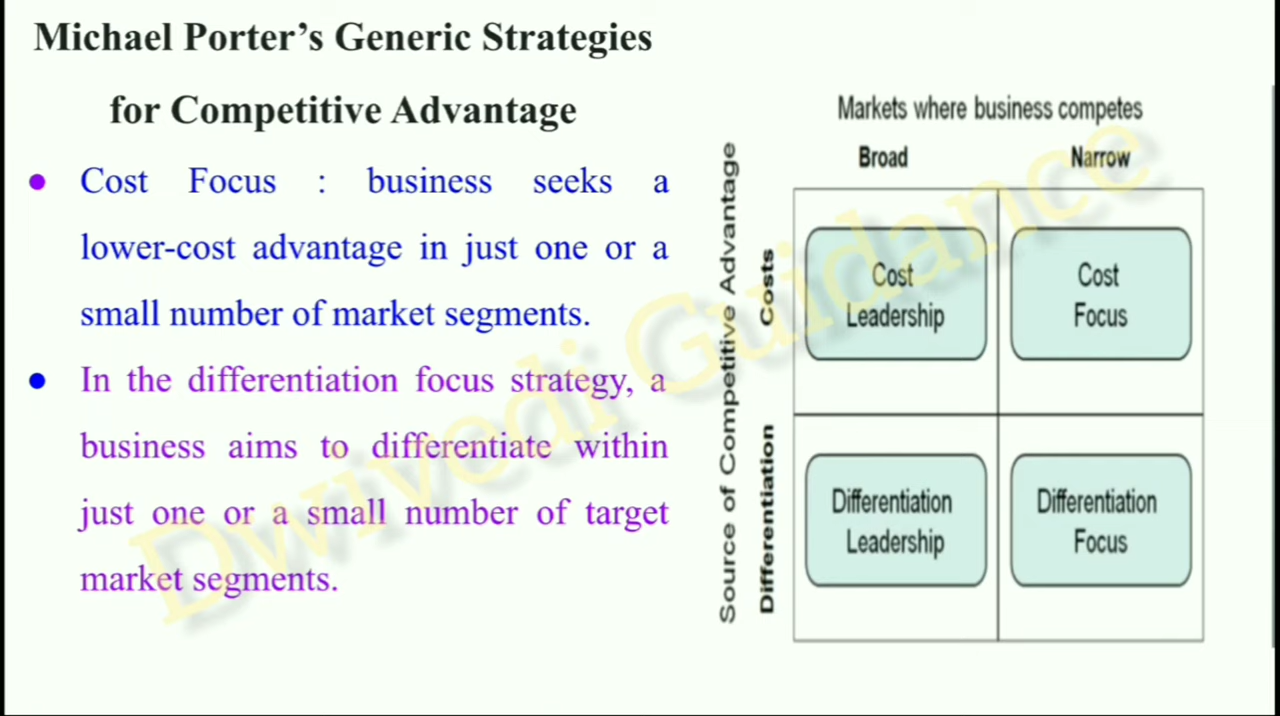 Michael Porter's Generic Strategies
for Competitive Advantage
● Cost Focus : business seeks a
lower-cost advantage in just one or a
small number of market segments.
● In the differentiation focus strategy, a
business aims to differentiate within
just one or a small number of target
market segments.
Markets where business competes
Broad Narrow
Source of Competitive Advantage
Costs
Cost
Leadership
Cost
Focus
Differentiation
Differentiation
Leadership
Differentiation
Focus
Dwivedi Guidance